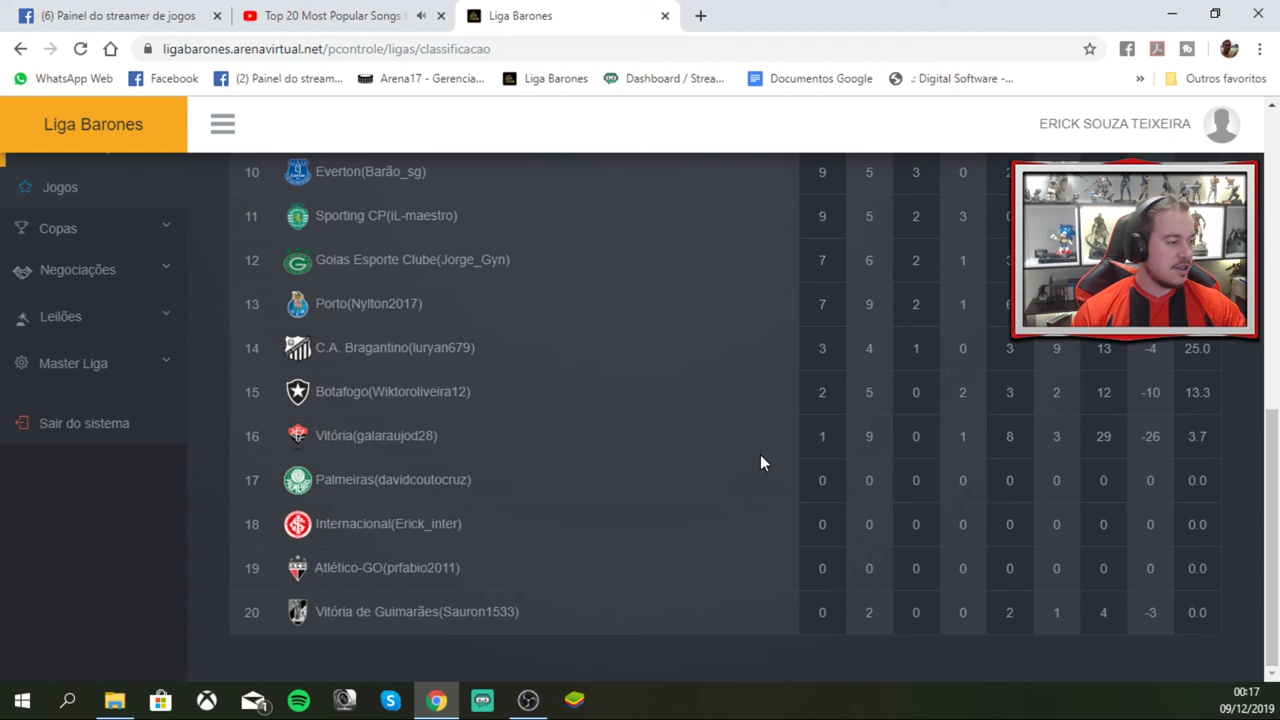 (6) Painel do streamer de jogos
Top 20 Most Popular Songs
Liga Barones
ligabarones.arenavirtual.net/pcontrole/ligas/classificacao
WhatsApp Web
Facebook
(2) Painel do stream...
Arena17 - Gerencia...
Liga Barones
Dashboard / Strea...
Documentos Google
.: Digital Software -...
»
Outros favoritos
Liga Barones
ERICK SOUZA TEIXEIRA
Jogos
Copas
Negociações
Leilões
Master Liga
Sair do sistema
10 Everton(Barão_sg) 9 5 3 0
11 Sporting CP(iL-maestro) 9 5 2 3
12 Goias Esporte Clube(Jorge_Gyn) 7 6 2 1
13 Porto(Nylton2017) 7 9 2 1
14 C.A. Bragantino(luryan679) 3 4 1 0 3 9 13 -4 25.0
15 Botafogo(Wiktoroliveira12) 2 5 0 2 3 2 12 -10 13.3
16 Vitória(galaraujod28) 1 9 0 1 8 3 29 -26 3.7
17 Palmeiras(davidcoutocruz) 0 0 0 0 0 0 0 0 0.0
18 Internacional(Erick_inter) 0 0 0 0 0 0 0 0 0.0
19 Atlético-GO(prfabio2011) 0 0 0 0 0 0 0 0 0.0
20 Vitória de Guimarães(Sauron1533) 0 2 0 0 2 1 4 -3 0.0
00:17
09/12/2019